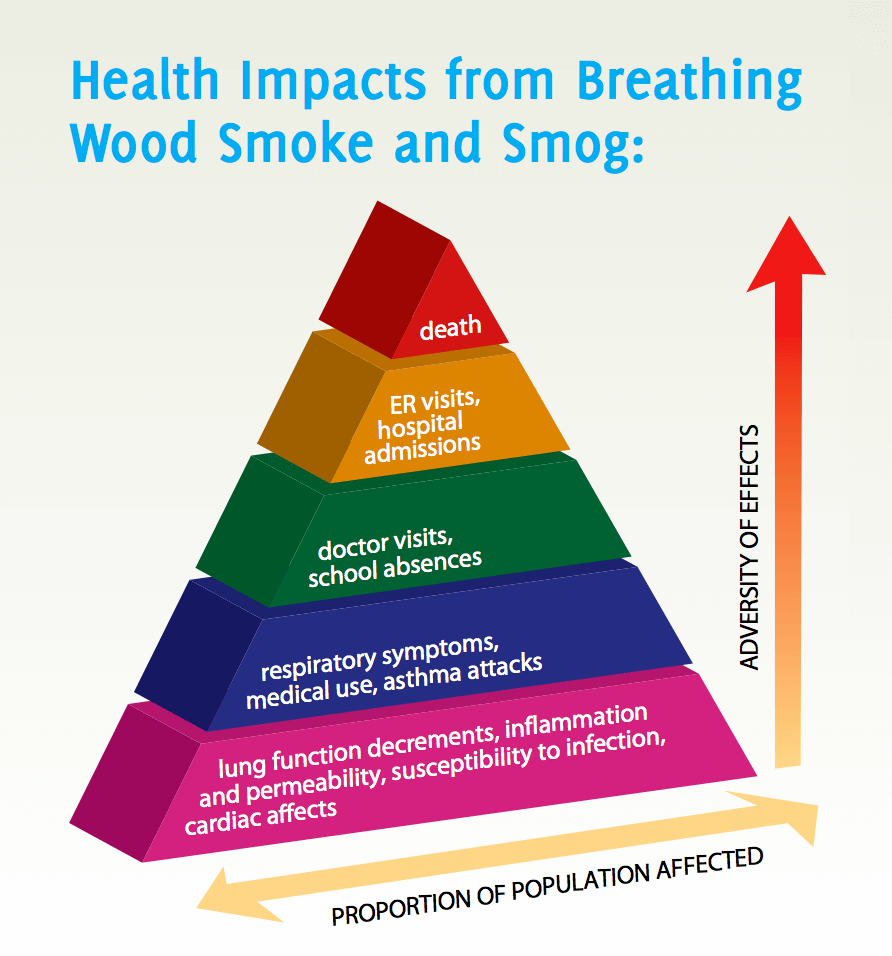 Health Impacts from Breathing
Wood Smoke and Smog:
death
ER visits,
hospital
admissions
doctor visits,
school absences
respiratory symptoms,
medical use, asthma attacks
lung function decrements, inflammation
and permeability, susceptibility to infection,
cardiac affects
ADVERSITY OF EFFECTS
PROPORTION OF POPULATION AFFECTED